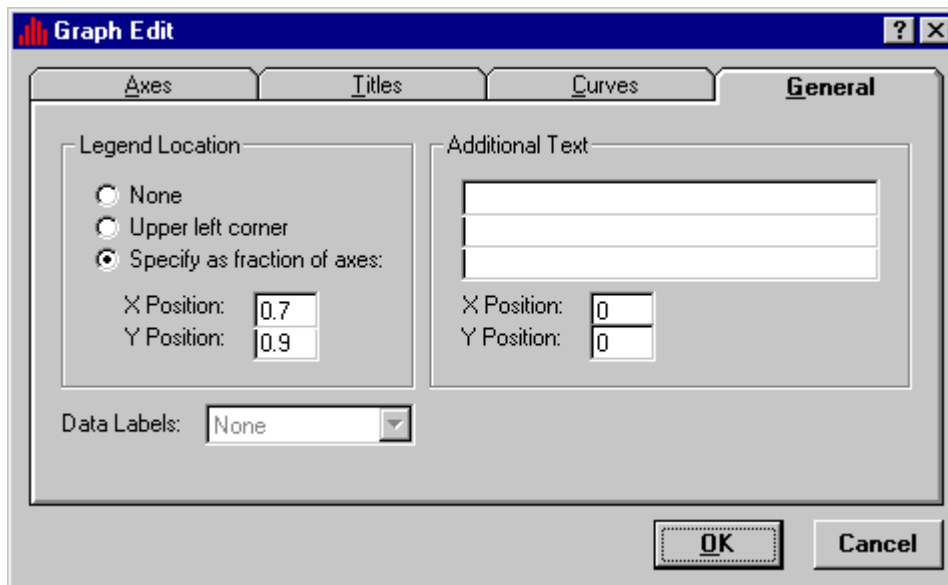 Graph Edit
Axes Titles Curves General
Legend Location
None
Upper left corner
Specify as fraction of axes:
X Position: 0.7
Y Position: 0.9
Additional Text
X Position: 0
Y Position: 0
Data Labels: None
OK Cancel